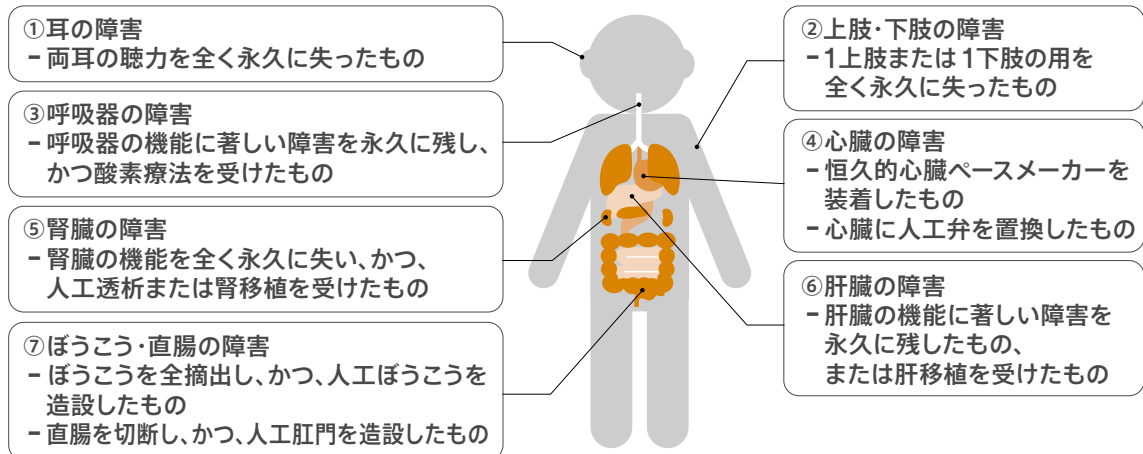 ①耳の障害
－両耳の聴力を全く永久に失ったもの
②上肢・下肢の障害
－1上肢または1下肢の用を
全く永久に失ったもの
③呼吸器の障害
－呼吸器の機能に著しい障害を永久に残し、
かつ酸素療法を受けたもの
④心臓の障害
－恒久的心臓ペースメーカーを
装着したもの
－心臓に人工弁を置換したもの
⑤腎臓の障害
－腎臓の機能を全く永久に失い、かつ、
人工透析または腎移植を受けたもの
⑥肝臓の障害
－肝臓の機能に著しい障害を
永久に残したもの、
または肝移植を受けたもの
⑦ぼうこう・直腸の障害
－ぼうこうを全摘出し、かつ、人工ぼうこうを
造設したもの
－直腸を切断し、かつ、人工肛門を造設したもの